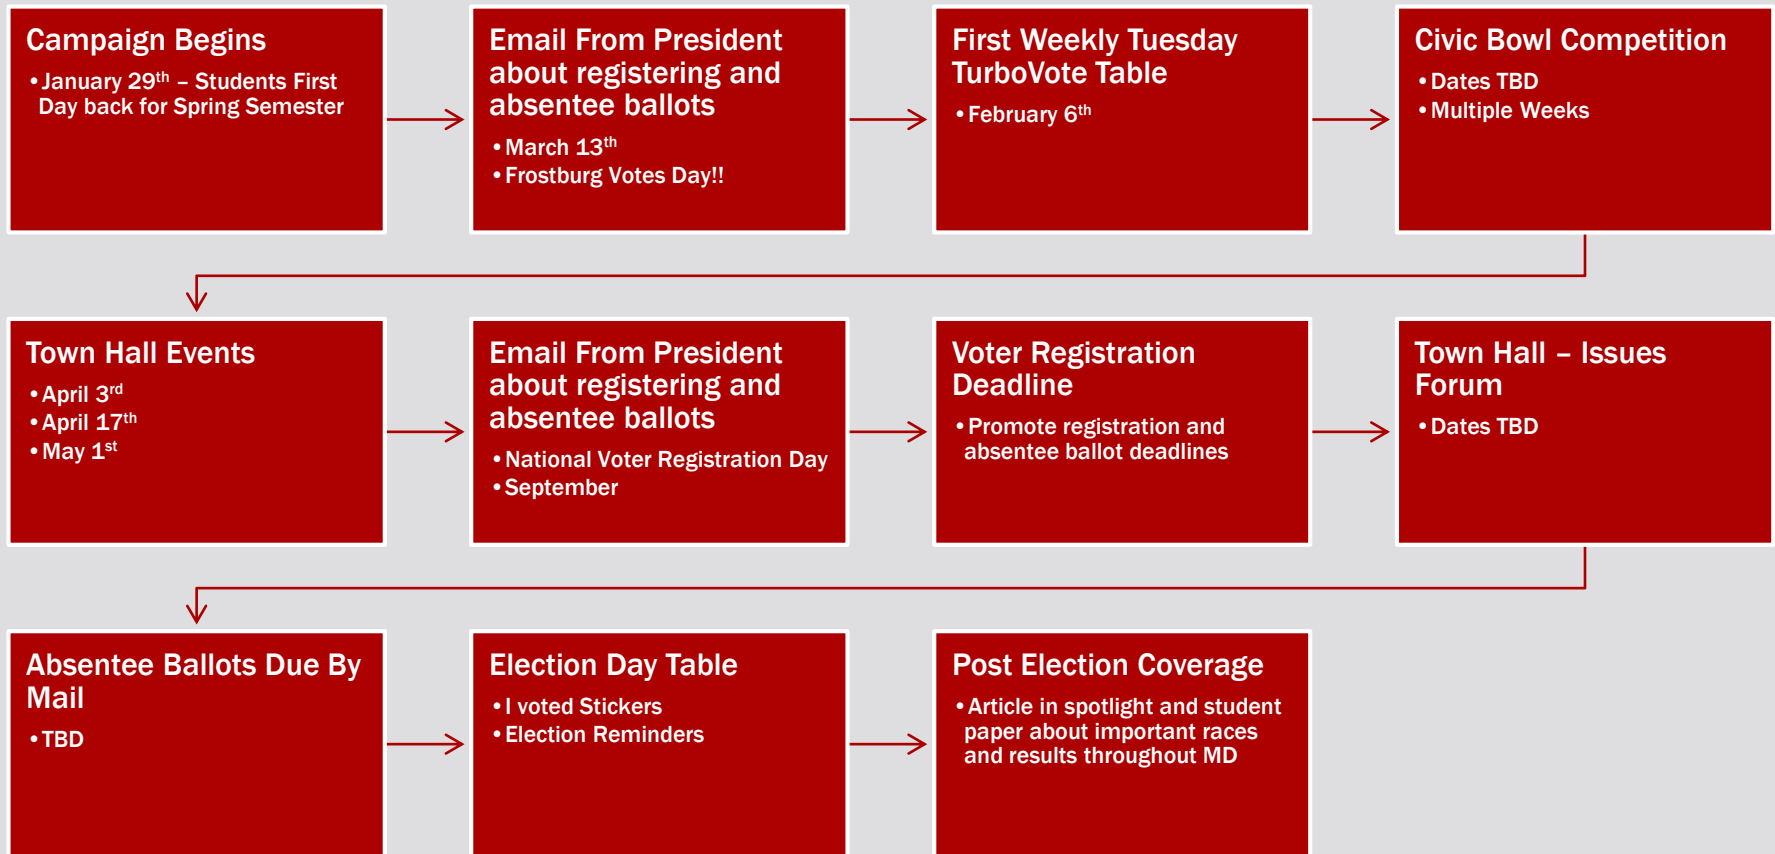 Campaign Begins
•January 29th – Students First
Day back for Spring Semester
Email From President
about registering and
absentee ballots
•March 13th
•Frostburg Votes Day!!
First Weekly Tuesday
TurboVote Table
•February 6th
Civic Bowl Competition
•Dates TBD
•Multiple Weeks
Town Hall Events
•April 3rd
•April 17th
•May 1st
Email From President
about registering and
absentee ballots
•National Voter Registration Day
•September
Voter Registration
Deadline
•Promote registration and
absentee ballot deadlines
Town Hall – Issues
Forum
•Dates TBD
Absentee Ballots Due By
Mail
•TBD
Election Day Table
•I voted Stickers
•Election Reminders
Post Election Coverage
•Article in spotlight and student
paper about important races
and results throughout MD